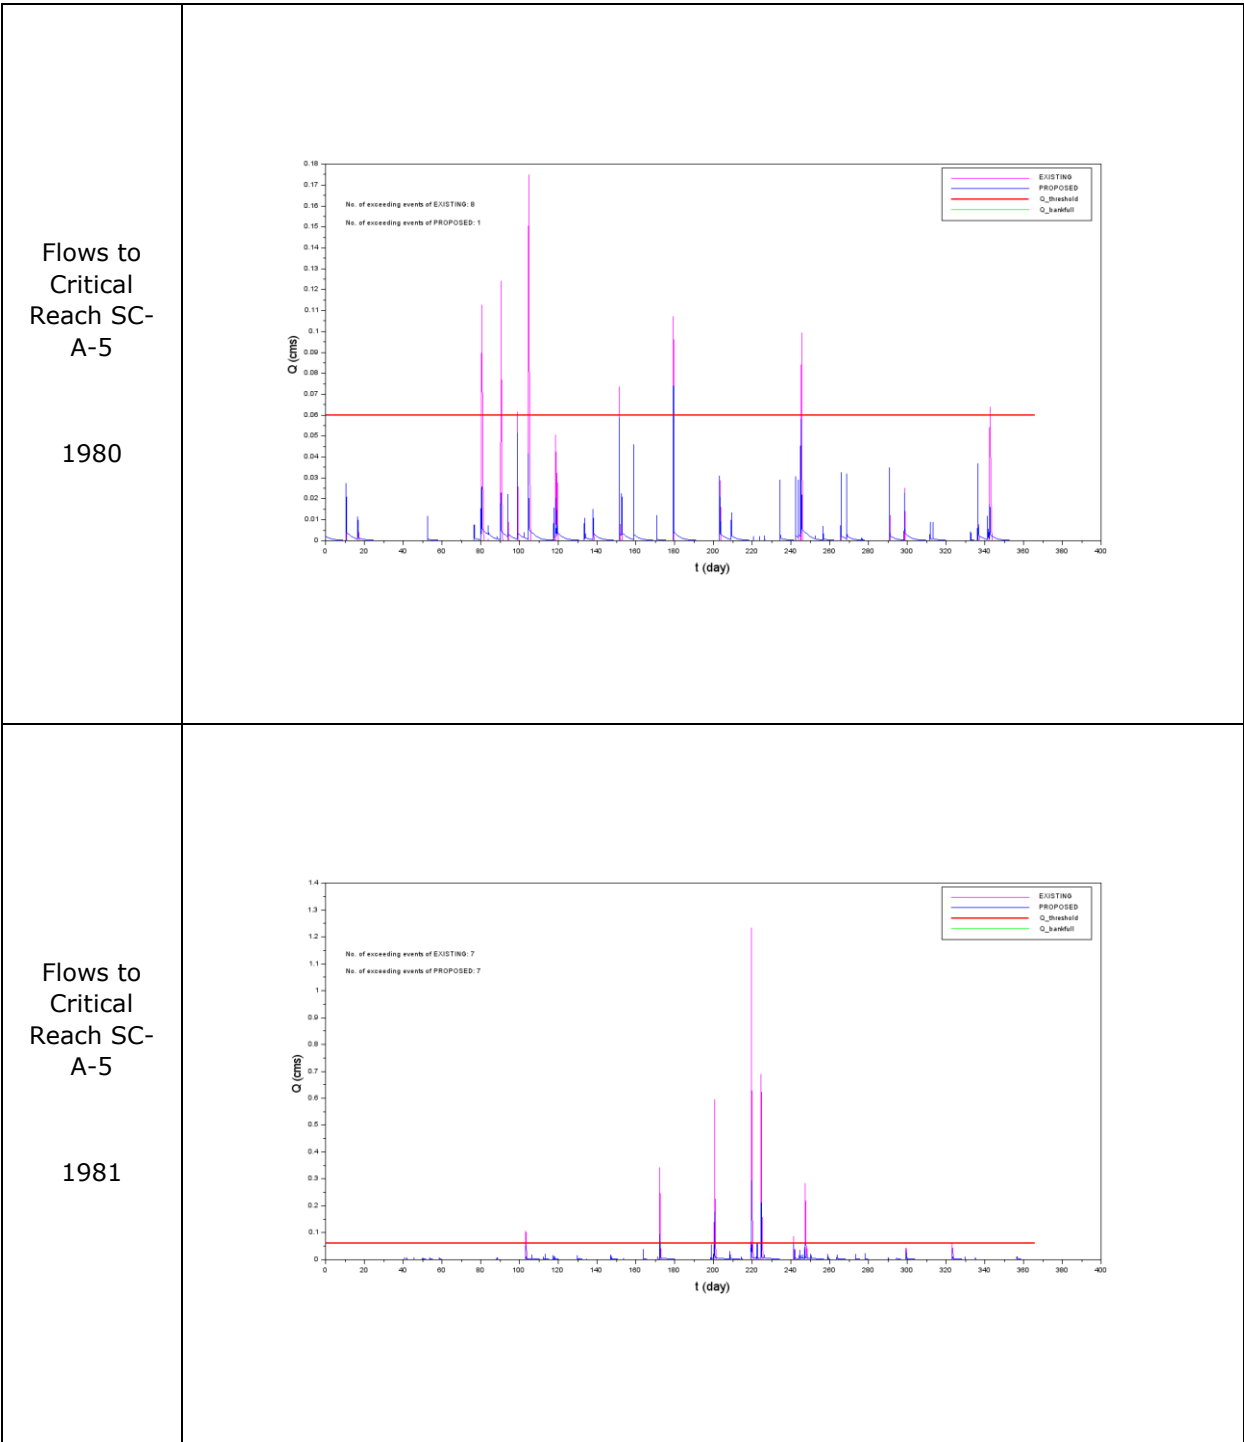 Flows to
Critical
Reach SC-
A-5
1980
0.18
0.17
0.16
0.15
0.14
0.13
0.12
0.11
0.1
0.09
0.08
0.07
0.06
0.05
0.04
0.03
0.02
0.01
0
Q (cms)
No. of exceeding events of EXISTING: 8
No. of exceeding events of PROPOSED: 1
EXISTING
PROPOSED
Q_threshold
Q_bankfull
0 20 40 60 80 100 120 140 160 180 200 220 240 260 280 300 320 340 360 380 400
t (day)
Flows to
Critical
Reach SC-
A-5
1981
1.4
1.3
1.2
1.1
1
0.9
0.8
0.7
0.6
0.5
0.4
0.3
0.2
0.1
0
Q (cms)
No. of exceeding events of EXISTING: 7
No. of exceeding events of PROPOSED: 7
EXISTING
PROPOSED
Q_threshold
Q_bankfull
0 20 40 60 80 100 120 140 160 180 200 220 240 260 280 300 320 340 360 380 400
t (day)